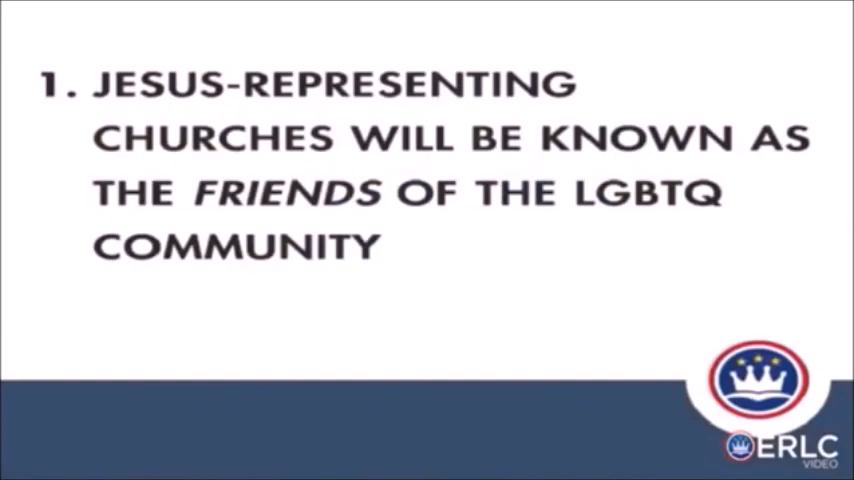 1. JESUS-REPRESENTING
CHURCHES WILL BE KNOWN AS
THE FRIENDS OF THE LGBTQ
COMMUNITY
ERLC
VIDEO